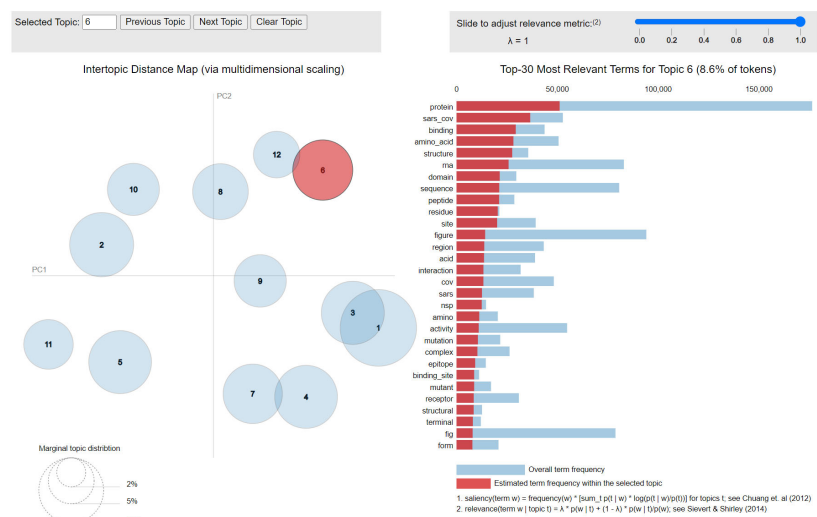 Selected Topic: 6 Previous Topic Next Topic Clear Topic
Slide to adjust relevance metric:(2)
λ = 1
0.0 0.2 0.4 0.6 0.8 1.0
Intertopic Distance Map (via multidimensional scaling)
PC2
PC1
12
6
10
8
2
9
3
1
11
5
7
4
Marginal topic distribtion
2%
5%
Top-30 Most Relevant Terms for Topic 6 (8.6% of tokens)
0 50,000 100,000 150,000
protein
sars_cov
binding
amino_acid
structure
rna
domain
sequence
peptide
residue
site
figure
region
acid
interaction
cov
sars
nsp
amino
activity
mutation
complex
epitope
binding_site
mutant
receptor
structural
terminal
fig
form
Overall term frequency
Estimated term frequency within the selected topic
1. saliency(term w) = frequency(w) * [sum_t p(t | w) * log(p(t | w)/p(t))] for topics t; see Chuang et. al (2012)
2. relevance(term w | topic t) = λ * p(w | t) + (1 - λ) * p(w | t)/p(w); see Sievert & Shirley (2014)